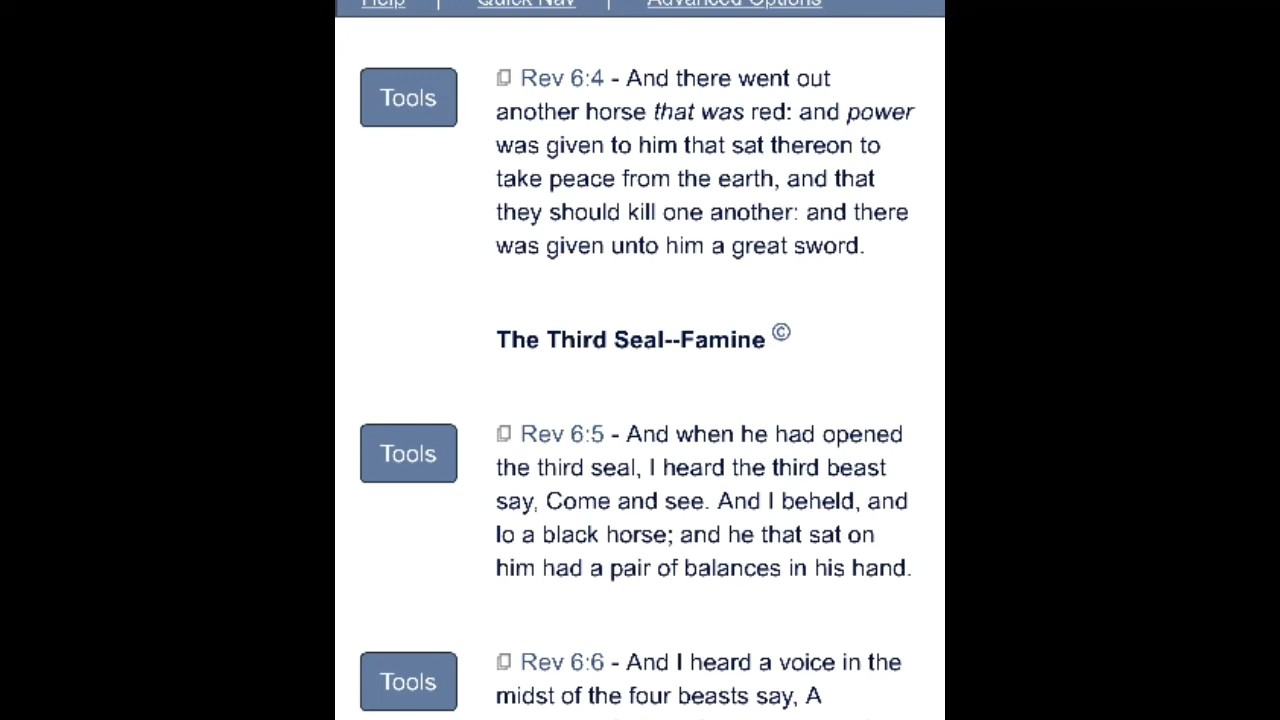 Help | Quick Nav | Advanced Options
Tools
Rev 6:4 - And there went out
another horse that was red: and power
was given to him that sat thereon to
take peace from the earth, and that
they should kill one another: and there
was given unto him a great sword.
The Third Seal--Famine ©
Tools
Rev 6:5 - And when he had opened
the third seal, I heard the third beast
say, Come and see. And I beheld, and
lo a black horse; and he that sat on
him had a pair of balances in his hand.
Tools
Rev 6:6 - And I heard a voice in the
midst of the four beasts say, A